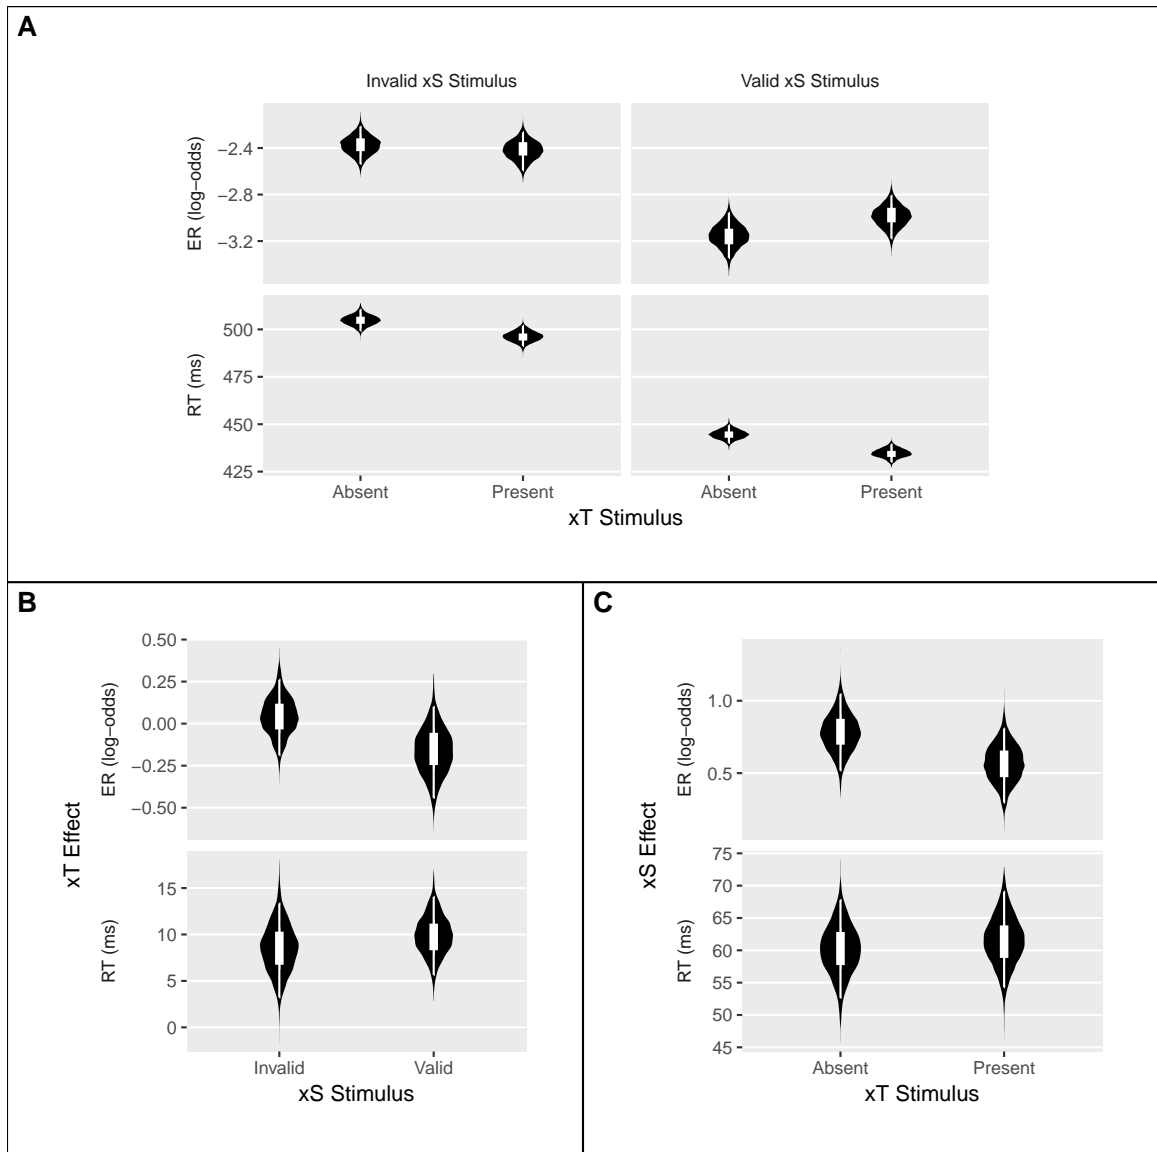 A
Invalid xS Stimulus
Valid xS Stimulus
ER (log−odds)
−2.4
−2.8
−3.2
RT (ms)
500
475
450
425
Absent
Present
Absent
Present
xT Stimulus
B
xT Effect
ER (log−odds)
0.50
0.25
0.00
−0.25
−0.50
RT (ms)
15
10
5
0
Invalid
Valid
xS Stimulus
C
xS Effect
ER (log−odds)
1.0
0.5
RT (ms)
75
70
65
60
55
50
45
Absent
Present
xT Stimulus